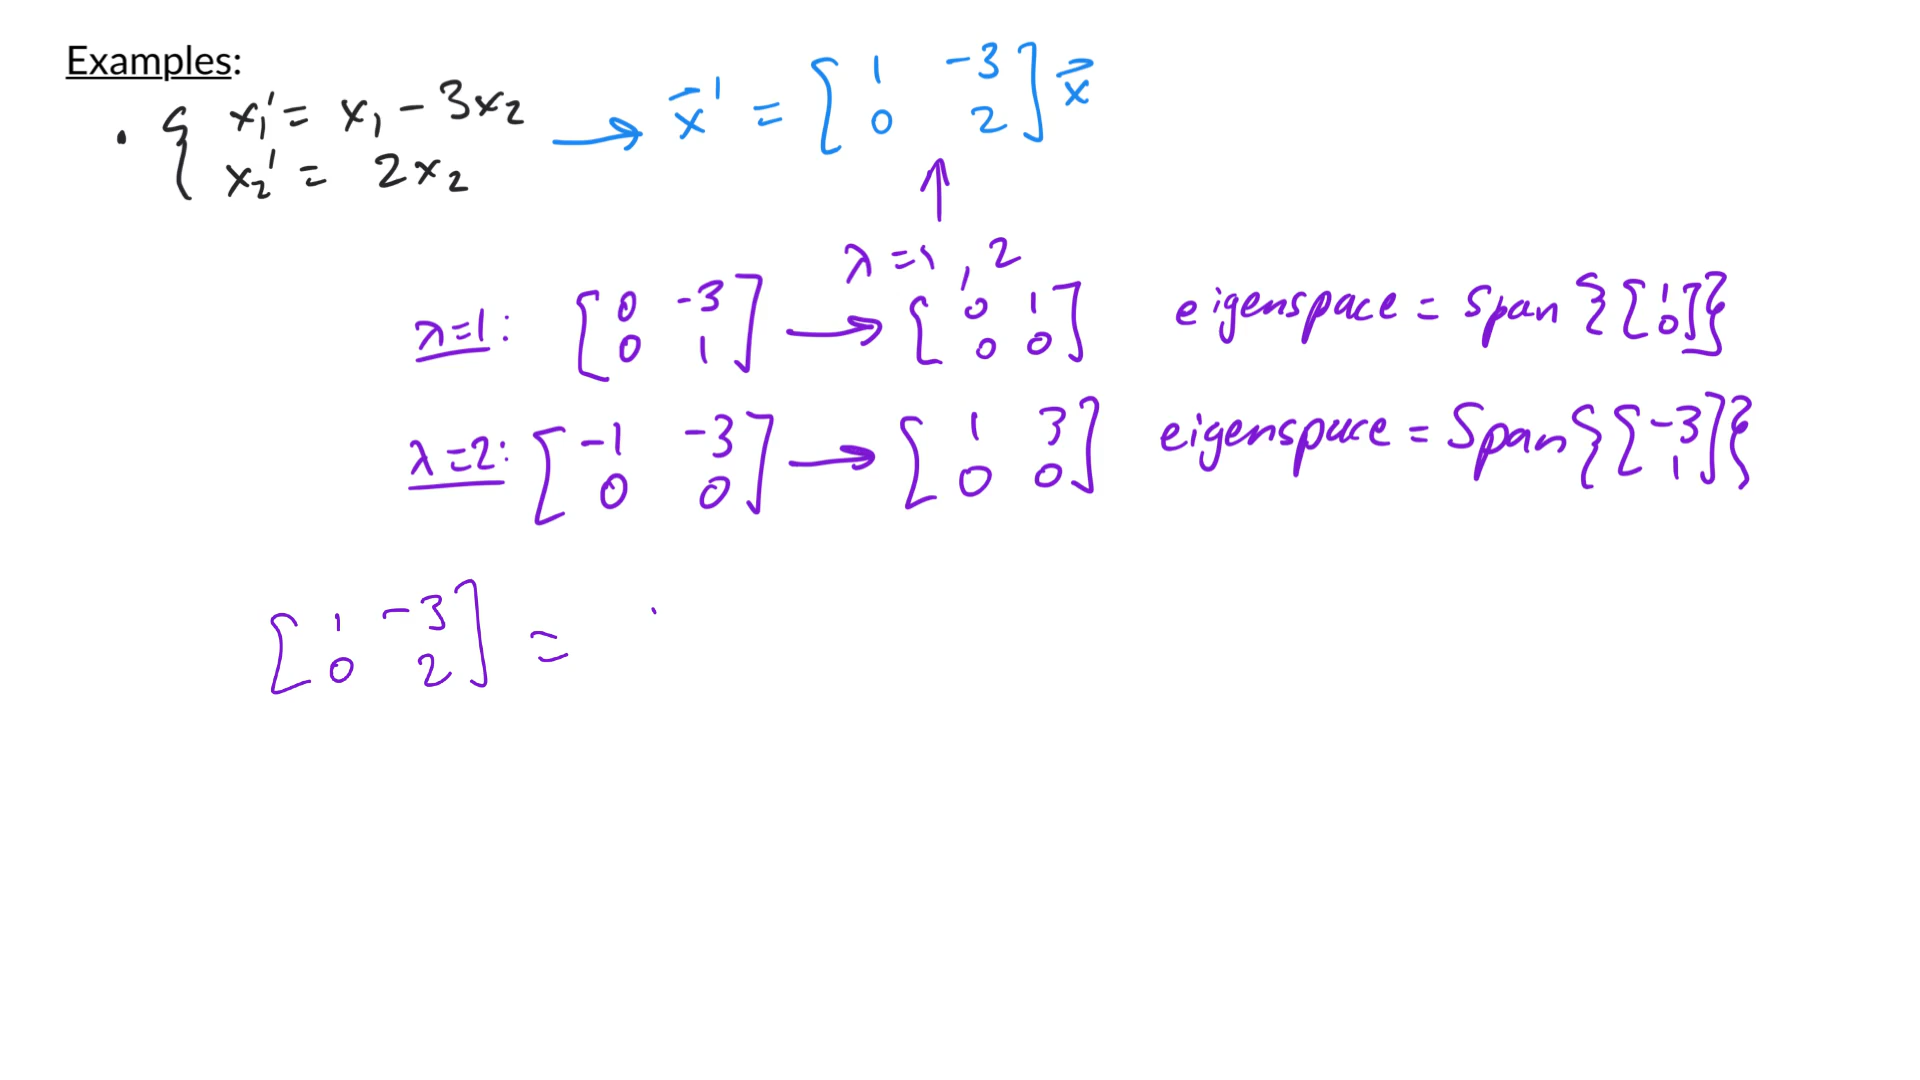 Examples:
• { x₁' = x₁ - 3x₂
x₂' = 2x₂
→ x⃗' = [1 -3; 0 2] x⃗
↑
λ = 1, 2
λ=1: [0 -3; 0 1] → [0 1; 0 0] eigenspace = Span {[1; 0]}
λ=2: [-1 -3; 0 0] → [1 3; 0 0] eigenspace = Span {[-3; 1]}
[1 -3; 0 2] =